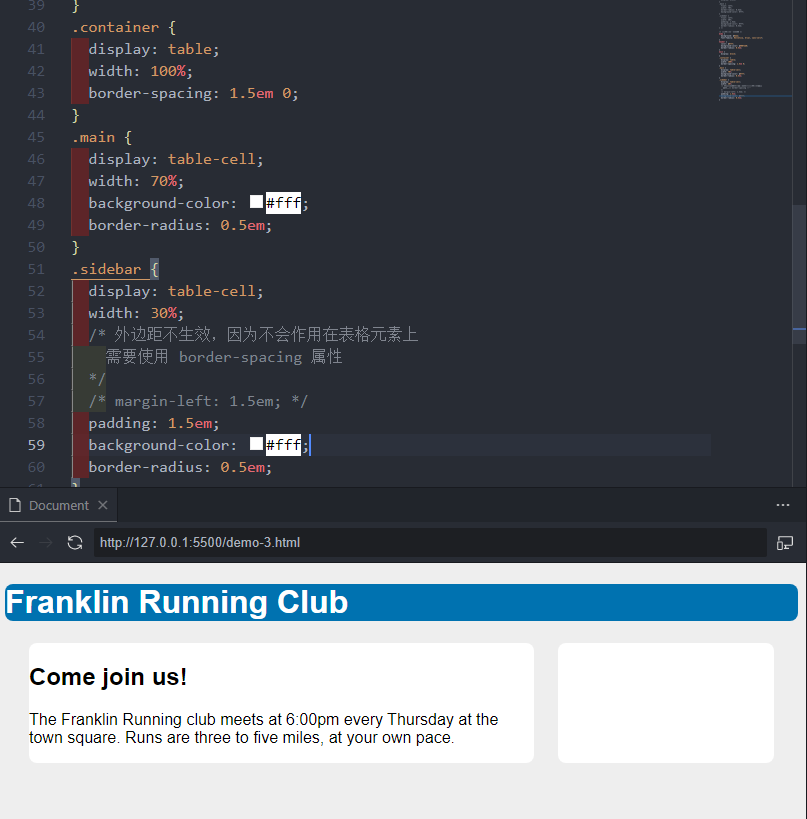 39 }
40 .container {
41 display: table;
42 width: 100%;
43 border-spacing: 1.5em 0;
44 }
45 .main {
46 display: table-cell;
47 width: 70%;
48 background-color: #fff;
49 border-radius: 0.5em;
50 }
51 .sidebar {
52 display: table-cell;
53 width: 30%;
54 /* 外边距不生效，因为不会作用在表格元素上
55 需要使用 border-spacing 属性
56 */
57 /* margin-left: 1.5em; */
58 padding: 1.5em;
59 background-color: #fff;
60 border-radius: 0.5em;
61 }
Document
http://127.0.0.1:5500/demo-3.html
Franklin Running Club
Come join us!
The Franklin Running club meets at 6:00pm every Thursday at the
town square. Runs are three to five miles, at your own pace.